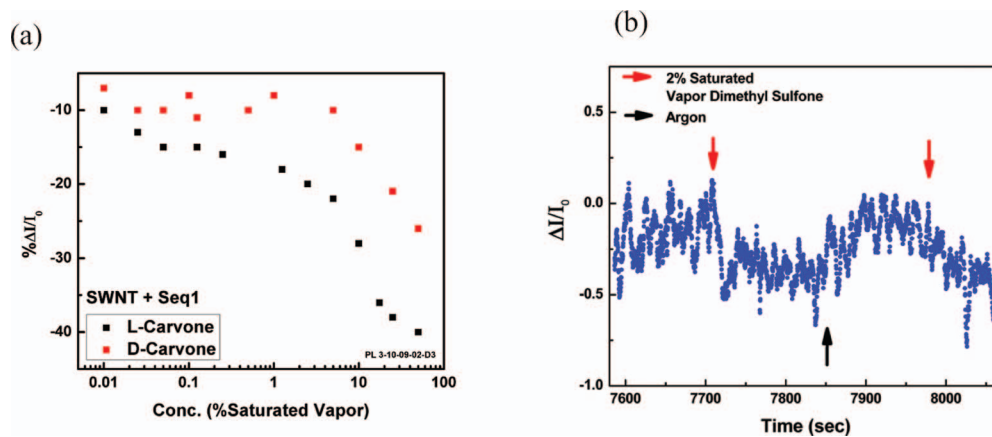 (a)
-10
-20
-30
-40
%ΔI/I₀
SWNT + Seq1
L-Carvone
D-Carvone
PL 3-10-09-02-D3
0.01
0.1
1
10
100
Conc. (%Saturated Vapor)
(b)
2% Saturated
Vapor Dimethyl Sulfone
Argon
0.5
0.0
-0.5
-1.0
ΔI/I₀
7600
7700
7800
7900
8000
Time (sec)